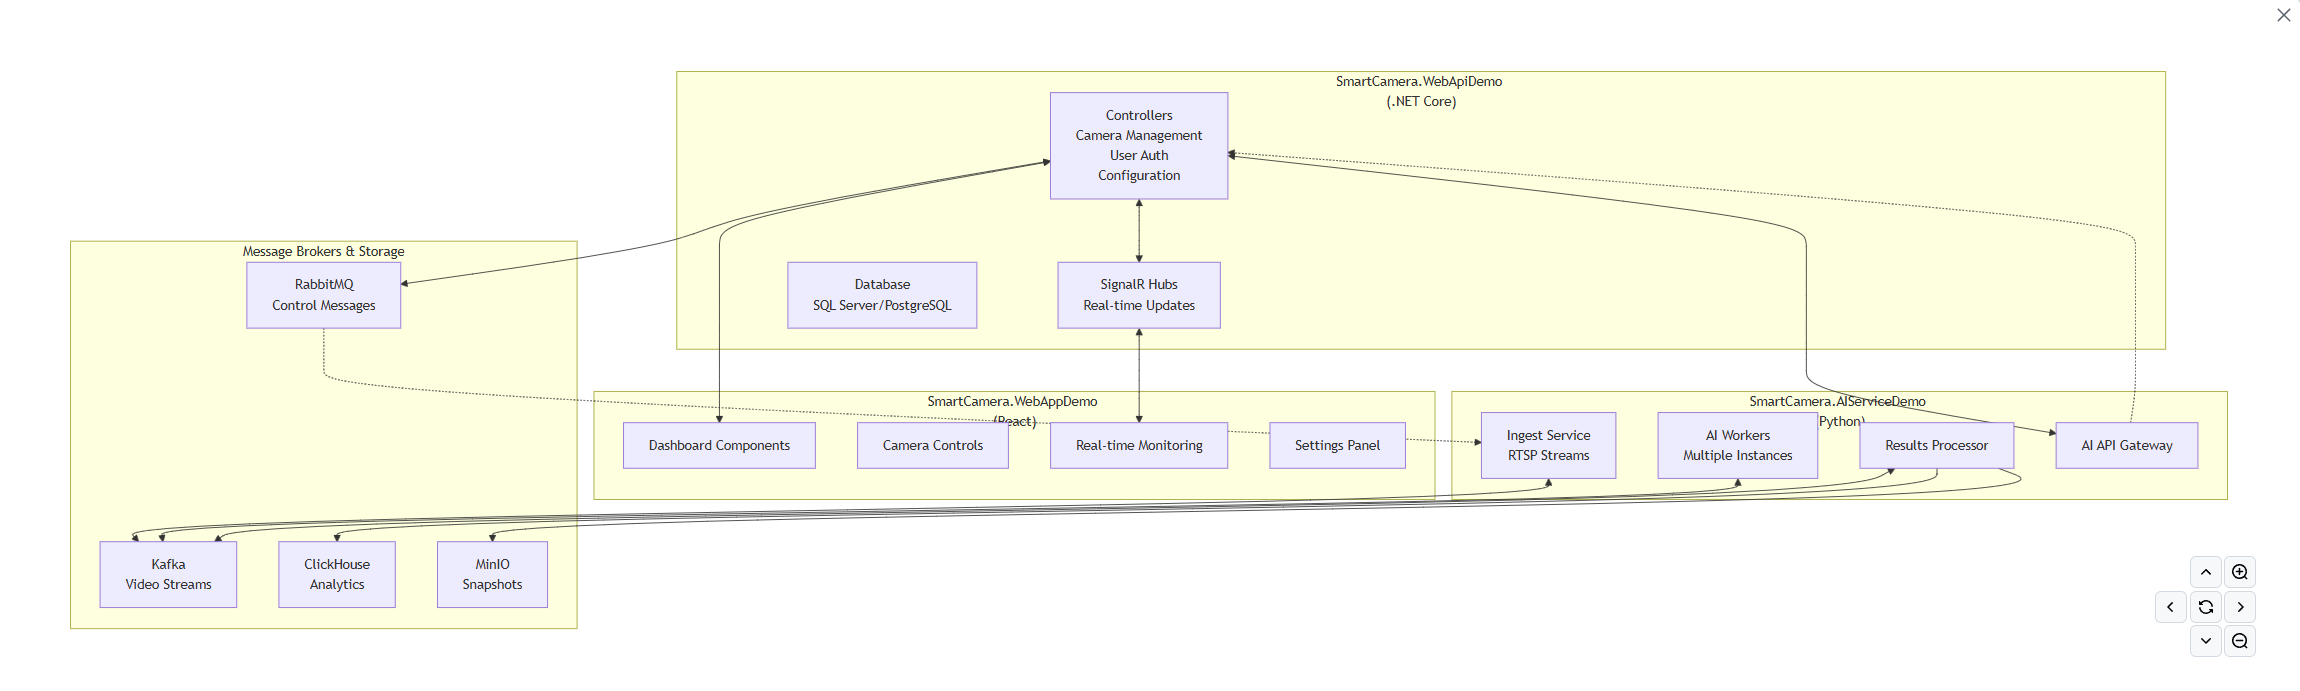 SmartCamera.WebApiDemo
(.NET Core)
Controllers
Camera Management
User Auth
Configuration
Message Brokers & Storage
RabbitMQ
Control Messages
Database
SQL Server/PostgreSQL
SignalR Hubs
Real-time Updates
SmartCamera.WebAppDemo
(React)
Dashboard Components
Camera Controls
Real-time Monitoring
Settings Panel
SmartCamera.AIServiceDemo
Python)
Ingest Service
RTSP Streams
AI Workers
Multiple Instances
Results Processor
AI API Gateway
Kafka
Video Streams
ClickHouse
Analytics
MinIO
Snapshots